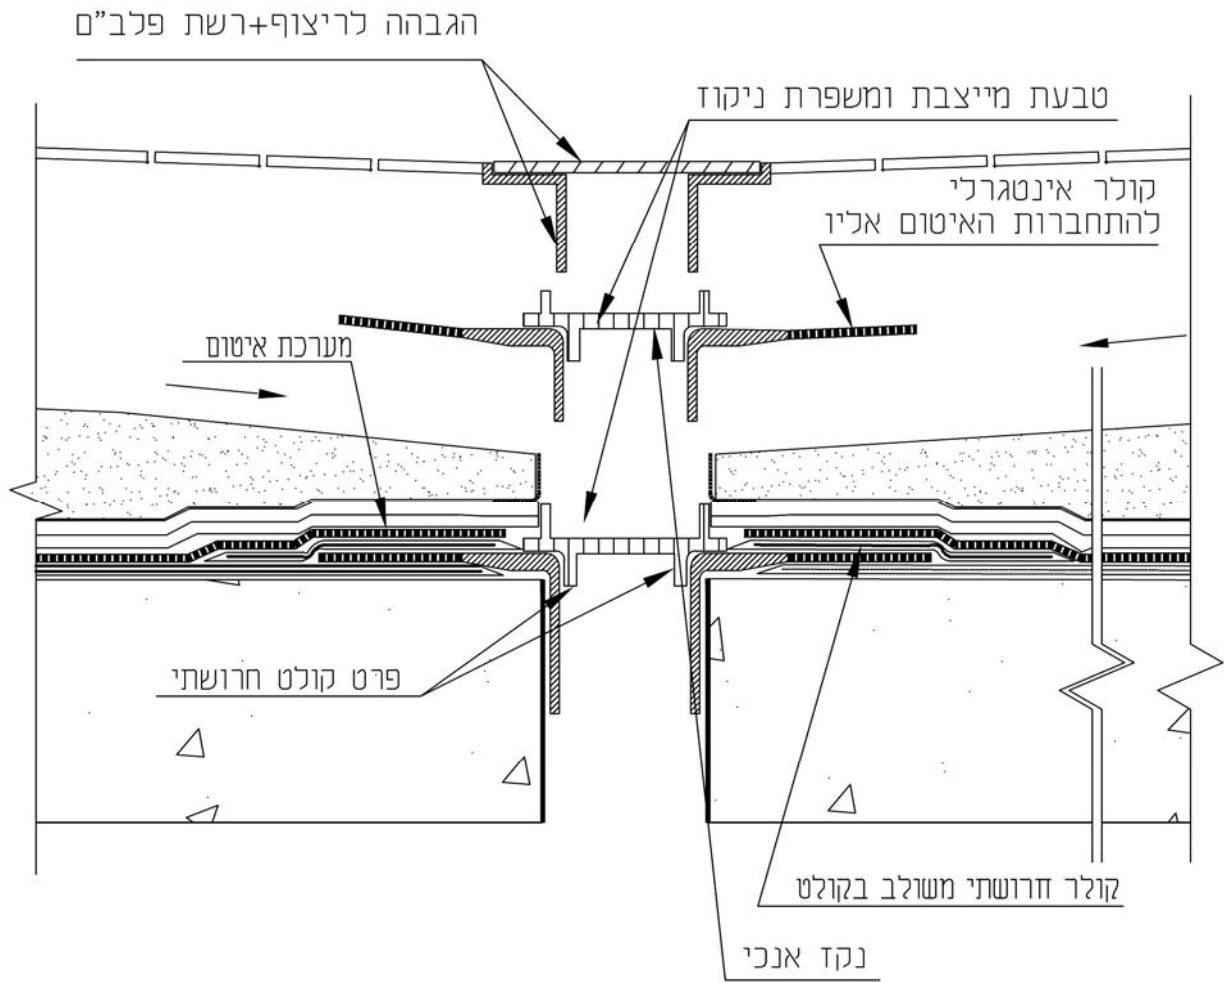 הגבהה לריצוף+רשת פלב"ם
טבעת מייצבת ומשפרת ניקוז
קולר אינטגרלי
להתחברות האיטום אליו
מערכת איטום
פרט קולט חרושתי
קולר חרושתי משולב בקולט
נקז אנכי